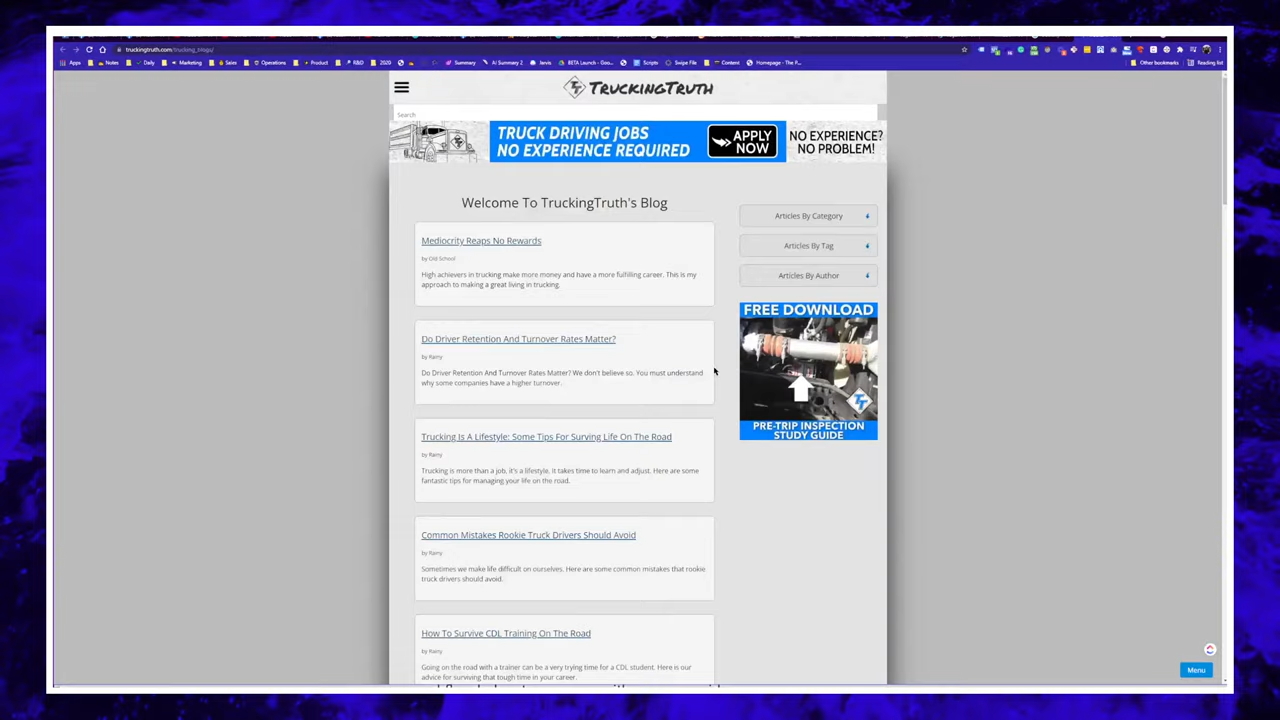 truckingtruth.com/trucking_blogs/
Apps Notes Daily Marketing Sales Operations Product R&D 2020 Summary AI Summary 2 Jarvis BETA Launch - Goo... Scripts Swipe File Content Homepage - The P... Other bookmarks Reading list
TT TRUCKINGTRUTH
Search
TRUCK DRIVING JOBS
NO EXPERIENCE REQUIRED
APPLY
NOW
NO EXPERIENCE?
NO PROBLEM!
Welcome To TruckingTruth's Blog
Mediocrity Reaps No Rewards
by Old School
High achievers in trucking make more money and have a more fulfilling career. This is my
approach to making a great living in trucking.
Do Driver Retention And Turnover Rates Matter?
by Rainy
Do Driver Retention And Turnover Rates Matter? We don't believe so. You must understand
why some companies have a higher turnover.
Trucking Is A Lifestyle: Some Tips For Surving Life On The Road
by Rainy
Trucking is more than a job, it's a lifestyle. It takes time to learn and adjust. Here are some
fantastic tips for managing your life on the road.
Common Mistakes Rookie Truck Drivers Should Avoid
by Rainy
Sometimes we make life difficult on ourselves. Here are some common mistakes that rookie
truck drivers should avoid.
How To Survive CDL Training On The Road
by Rainy
Going on the road with a trainer can be a very trying time for a CDL student. Here is our
advice for surviving that tough time in your career.
Articles By Category
Articles By Tag
Articles By Author
FREE DOWNLOAD
TT
PRE-TRIP INSPECTION
STUDY GUIDE
Menu